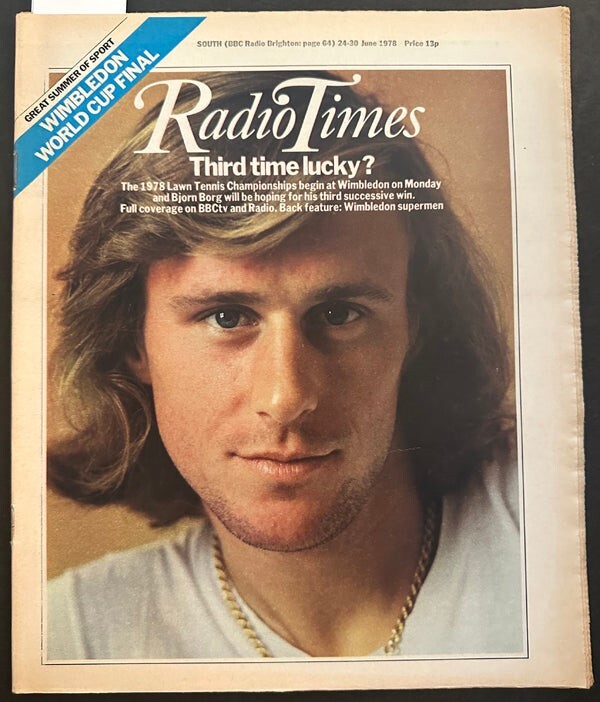 SOUTH (BBC Radio Brighton: page 64) 24-30 June 1978 Price 13p
GREAT SUMMER OF SPORT
WIMBLEDON
WORLD CUP FINAL
Radio Times
Third time lucky?
The 1978 Lawn Tennis Championships begin at Wimbledon on Monday
and Bjorn Borg will be hoping for his third successive win.
Full coverage on BBCtv and Radio. Back feature: Wimbledon supermen